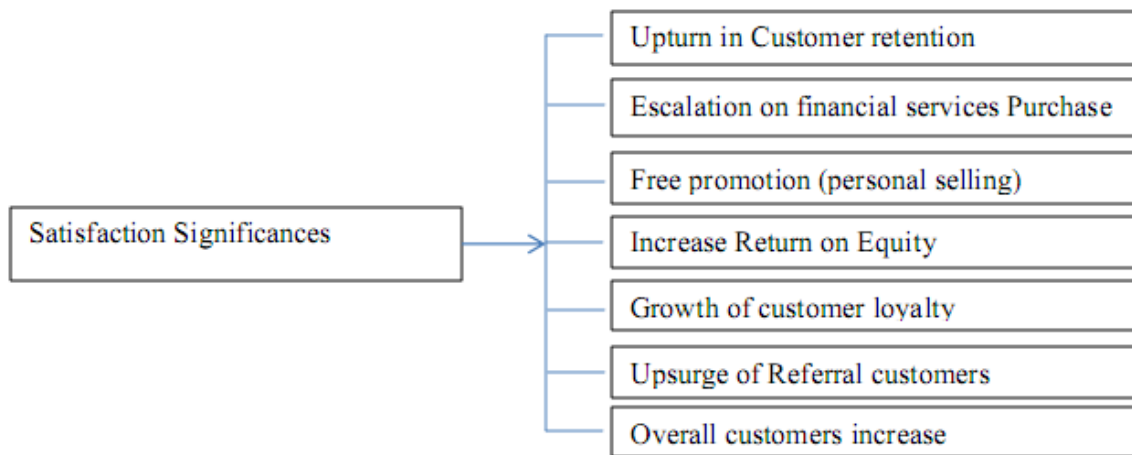 Upturn in Customer retention
Escalation on financial services Purchase
Free promotion (personal selling)
Satisfaction Significances
Increase Return on Equity
Growth of customer loyalty
Upsurge of Referral customers
Overall customers increase